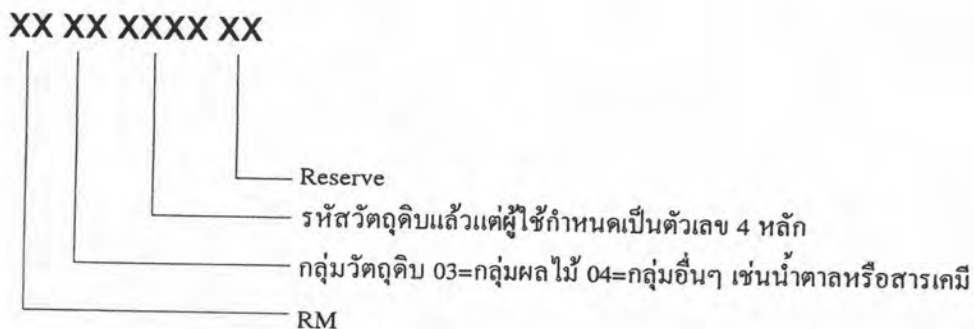 XX XX XXXX XX
Reserve
รหัสวัตถุดิบแล้วแต่ผู้ใช้กำหนดเป็นตัวเลข 4 หลัก
กลุ่มวัตถุดิบ 03=กลุ่มผลไม้ 04=กลุ่มอื่นๆ เช่นน้ำตาลหรือสารเคมี
RM